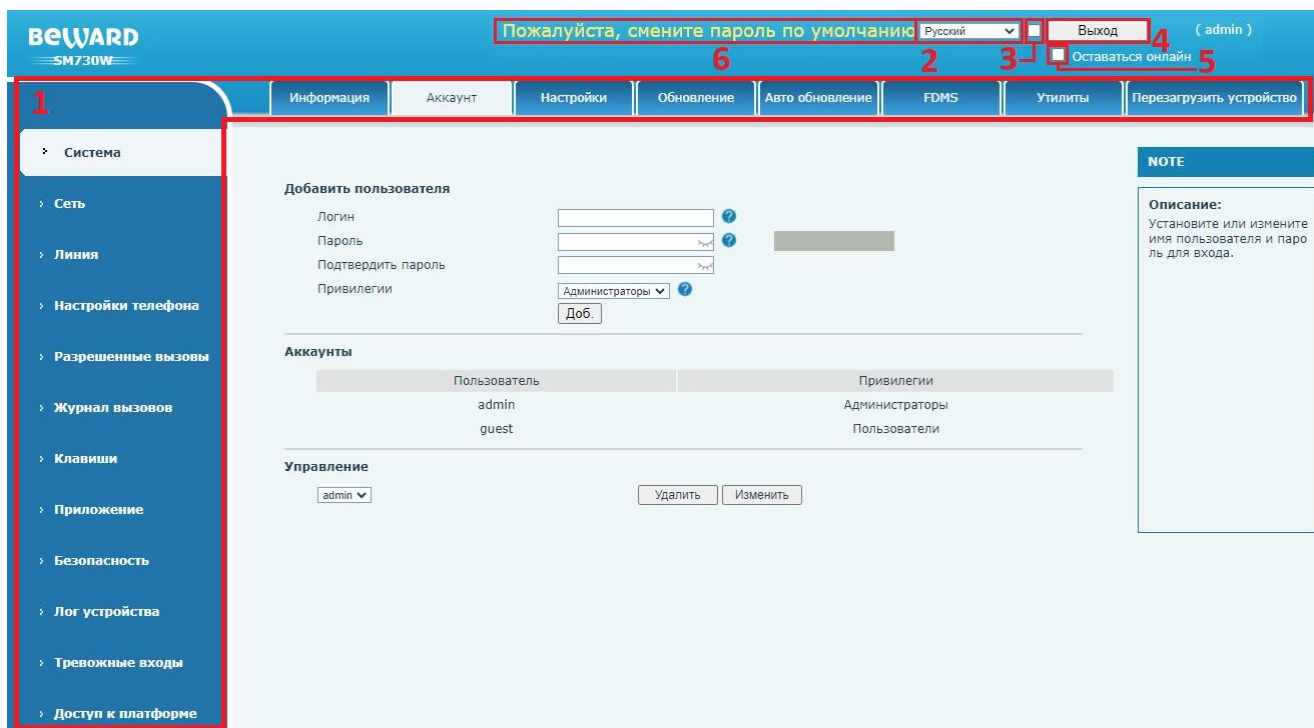 BEWARD
SM730W
Пожалуйста, смените пароль по умолчанию
Русский
Выход
( admin )
Оставаться онлайн
6
2
3
4
5
1
Информация
Аккаунт
Настройки
Обновление
Авто обновление
FDMS
Утилиты
Перезагрузить устройство
Система
Сеть
Линия
Настройки телефона
Разрешенные вызовы
Журнал вызовов
Клавиши
Приложение
Безопасность
Лог устройства
Тревожные входы
Доступ к платформе
Добавить пользователя
Логин
Пароль
Подтвердить пароль
Привилегии
Администраторы
Доб.
Аккаунты
Пользователь Привилегии
admin Администраторы
guest Пользователи
Управление
admin
Удалить
Изменить
NOTE
Описание:
Установите или измените
имя пользователя и паро
ль для входа.